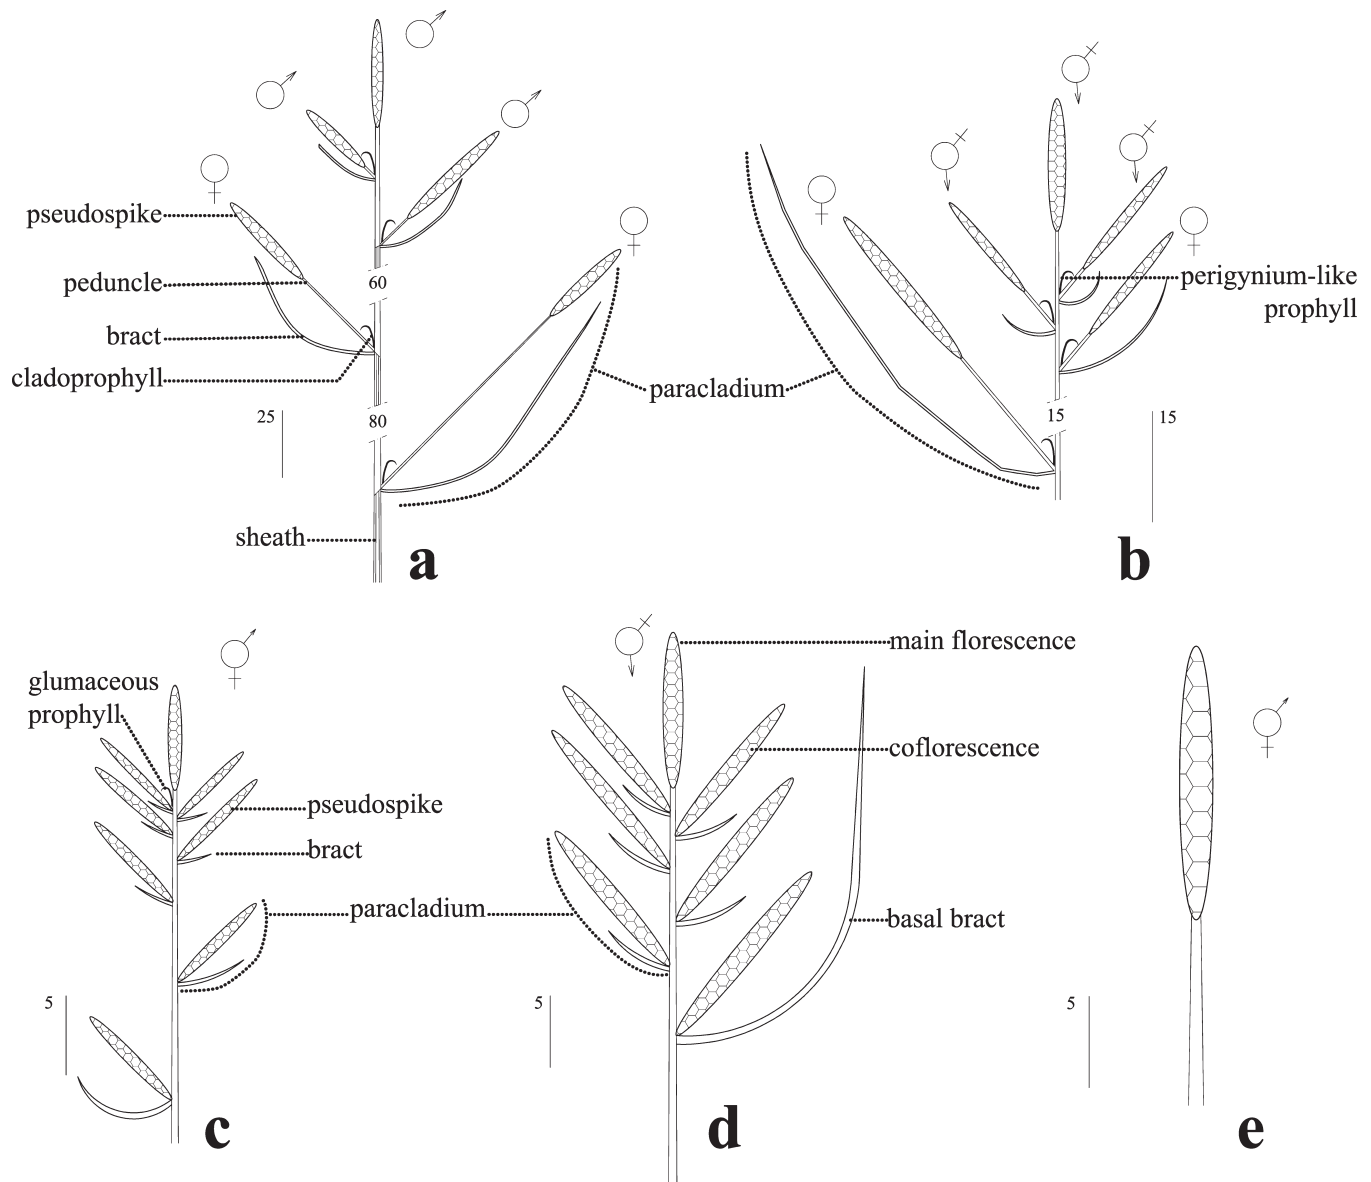 pseudospike
peduncle
bract
cladoprophyll
60
25
80
sheath
a
paracladium
perigynium-like
prophyll
15
15
b
glumaceous
prophyll
pseudospike
bract
paracladium
5
c
main florescence
coflorescence
basal bract
5
d
5
e